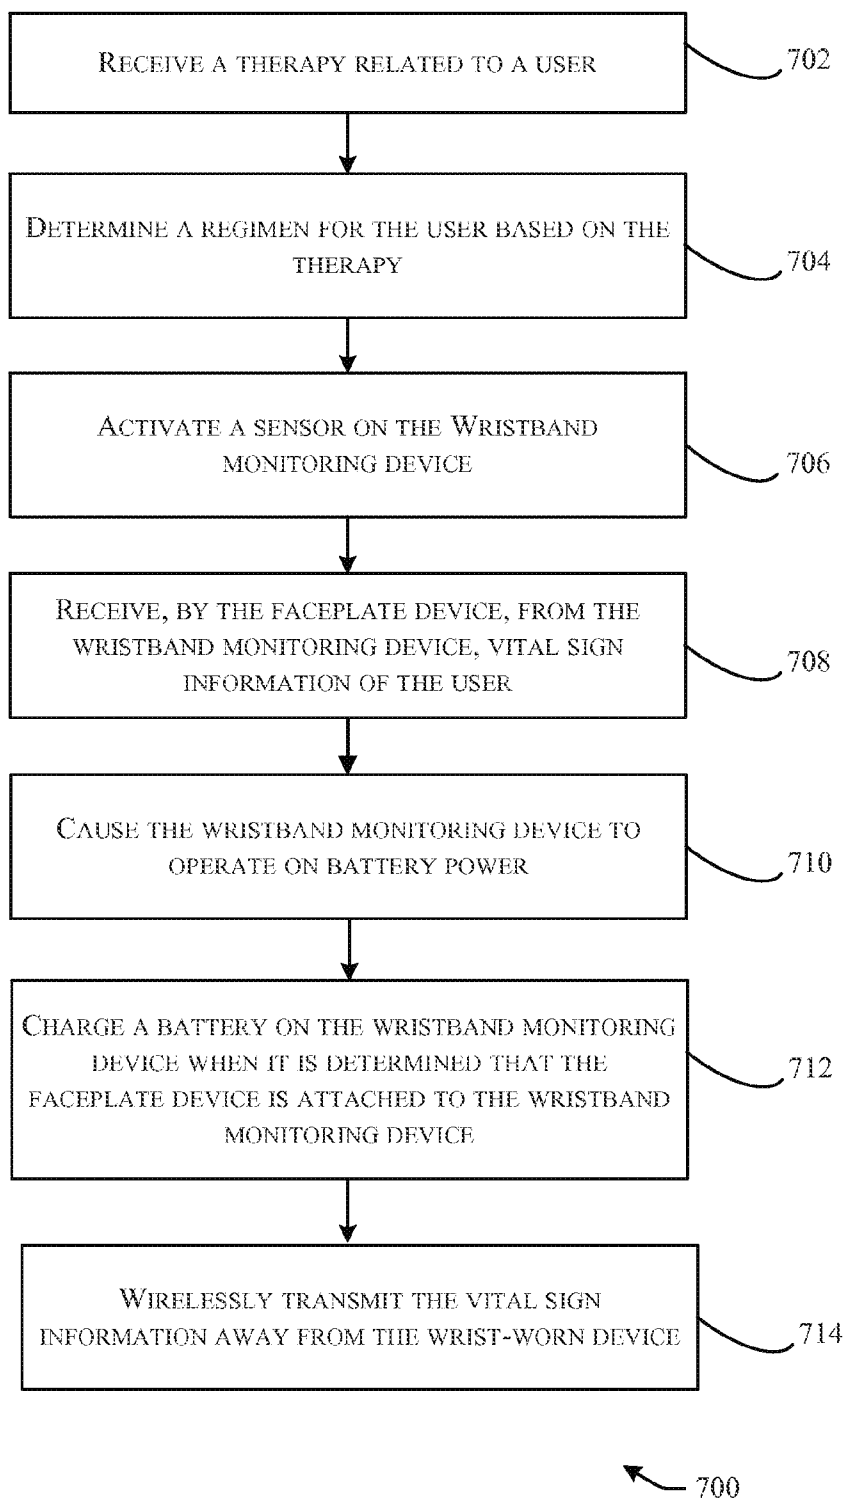 RECEIVE A THERAPY RELATED TO A USER
702
DETERMINE A REGIMEN FOR THE USER BASED ON THE
THERAPY
704
ACTIVATE A SENSOR ON THE WRISTBAND
MONITORING DEVICE
706
RECEIVE, BY THE FACEPLATE DEVICE, FROM THE
WRISTBAND MONITORING DEVICE, VITAL SIGN
INFORMATION OF THE USER
708
CAUSE THE WRISTBAND MONITORING DEVICE TO
OPERATE ON BATTERY POWER
710
CHARGE A BATTERY ON THE WRISTBAND MONITORING
DEVICE WHEN IT IS DETERMINED THAT THE
FACEPLATE DEVICE IS ATTACHED TO THE WRISTBAND
MONITORING DEVICE
712
WIRELESSLY TRANSMIT THE VITAL SIGN
INFORMATION AWAY FROM THE WRIST-WORN DEVICE
714
700